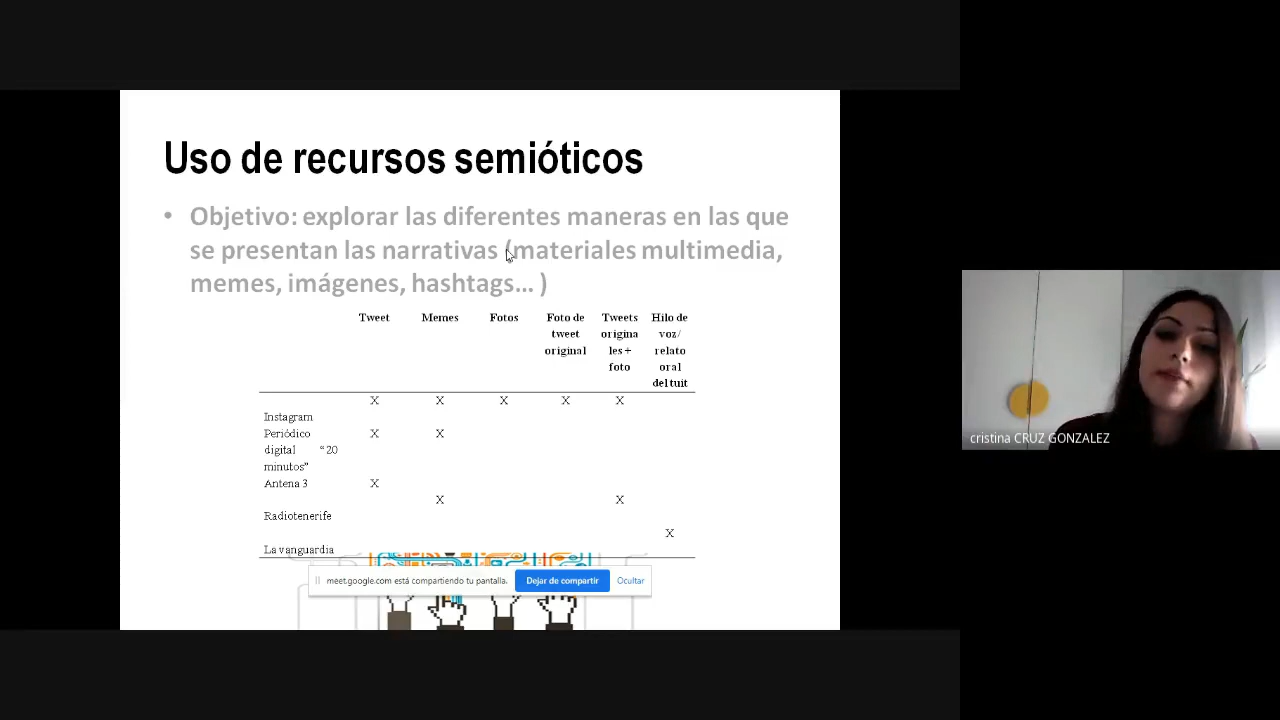 Uso de recursos semióticos
• Objetivo: explorar las diferentes maneras en las que
se presentan las narrativas (materiales multimedia,
memes, imágenes, hashtags... )
Tweet Memes Fotos Foto de tweet original Tweets origina les + foto Hilo de voz/ relato oral del tuit
X X X X X
Instagram
Periódico X X
digital “20
minutos”
Antena 3 X
X X
Radiotenerife
X
La vanguardia
meet.google.com está compartiendo tu pantalla. Dejar de compartir Ocultar
cristina CRUZ GONZALEZ